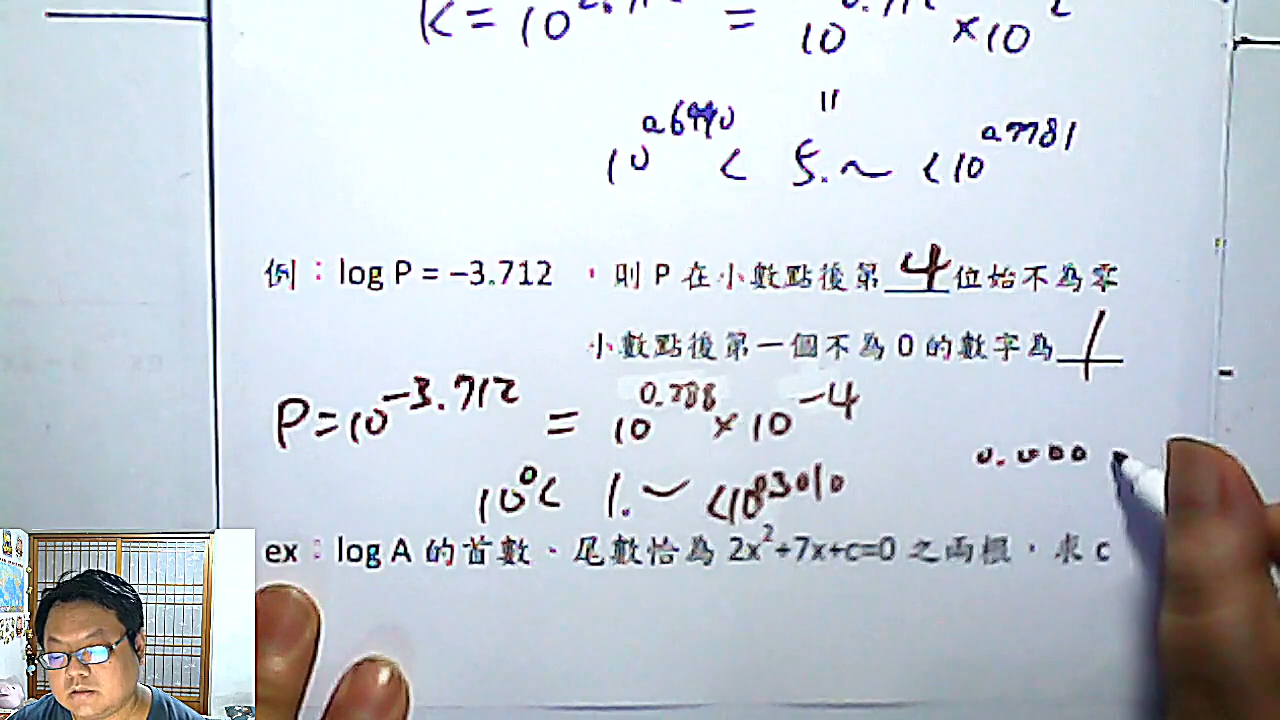 K = 10 = 10 × 10
||
10^0.6990 < 5.~ < 10^0.7781
例：log P = −3.712 ，則 P 在小數點後第 4 位始不為零
小數點後第一個不為 0 的數字為 1
P = 10^-3.712 = 10^0.288 × 10^-4
0.000
10^0 < 1.~ < 10^0.3010
ex：log A 的首數、尾數恰為 2x²+7x+c=0 之兩根，求 c